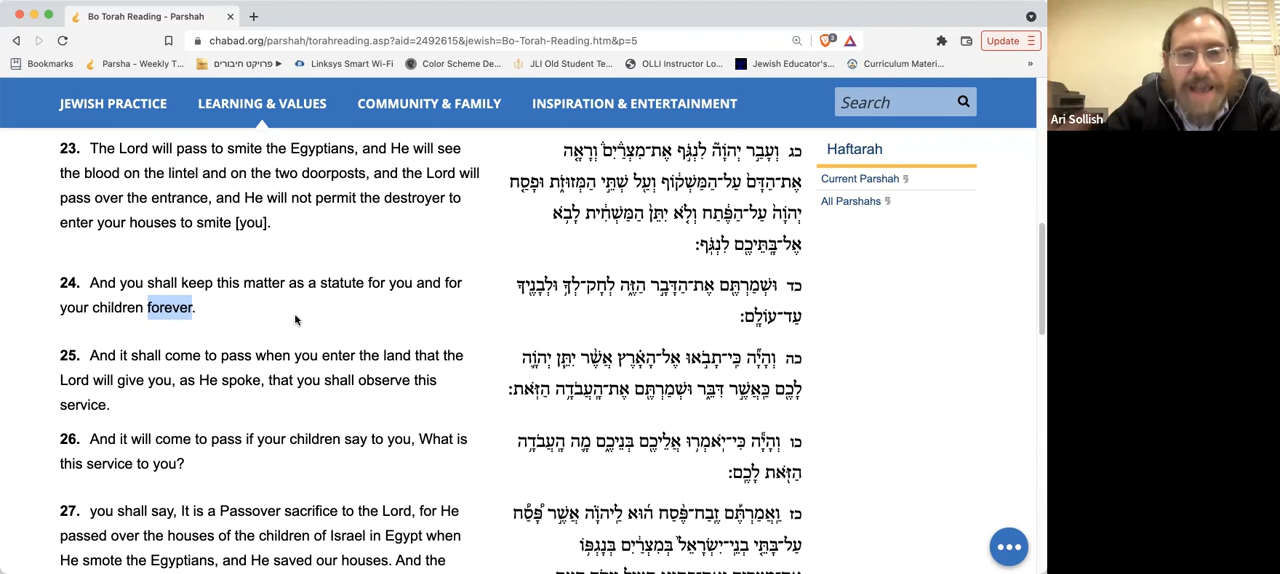 Bo Torah Reading - Parshah
chabad.org/parshah/torahreading.asp?aid=2492615&jewish=Bo-Torah-Reading.htm&p=5
3
Update
Bookmarks
Parsha - Weekly T...
פרויקט חיבורים
Linksys Smart Wi-Fi
Color Scheme De...
JLI Old Student Te...
OLLI Instructor Lo...
Jewish Educator's...
Curriculum Materi...
»
JEWISH PRACTICE
LEARNING & VALUES
COMMUNITY & FAMILY
INSPIRATION & ENTERTAINMENT
Search
Ari Sollish
23. The Lord will pass to smite the Egyptians, and He will see
the blood on the lintel and on the two doorposts, and the Lord will
pass over the entrance, and He will not permit the destroyer to
enter your houses to smite [you].
כג וְעָבַ֣ר יְהֹוָה֘ לִנְגֹּ֣ף אֶת־מִצְרַ֒יִם֒ וְרָאָ֤ה
אֶת־הַדָּם֙ עַל־הַמַּשְׁק֔וֹף וְעַ֖ל שְׁתֵּ֣י הַמְּזוּזֹ֑ת וּפָסַ֤ח
יְהֹוָה֙ עַל־הַפֶּ֔תַח וְלֹ֤א יִתֵּן֙ הַמַּשְׁחִ֔ית לָבֹ֥א
אֶל־בָּֽתֵּיכֶ֖ם לִנְגֹּֽף:
24. And you shall keep this matter as a statute for you and for
your children forever.
כד וּשְׁמַרְתֶּ֖ם אֶת־הַדָּבָ֣ר הַזֶּ֑ה לְחָק־לְךָ֥ וּלְבָנֶ֖יךָ
עַד־עוֹלָֽם:
25. And it shall come to pass when you enter the land that the
Lord will give you, as He spoke, that you shall observe this
service.
כה וְהָיָ֞ה כִּֽי־תָבֹ֣אוּ אֶל־הָאָ֗רֶץ אֲשֶׁ֨ר יִתֵּ֧ן יְהֹוָ֛ה
לָכֶ֖ם כַּֽאֲשֶׁ֣ר דִּבֵּ֑ר וּשְׁמַרְתֶּ֖ם אֶת־הָֽעֲבֹדָ֥ה הַזֹּֽאת:
26. And it will come to pass if your children say to you, What is
this service to you?
כו וְהָיָ֕ה כִּי־יֹֽאמְר֥וּ אֲלֵיכֶ֖ם בְּנֵיכֶ֑ם מָ֛ה הָֽעֲבֹדָ֥ה
הַזֹּ֖את לָכֶֽם:
27. you shall say, It is a Passover sacrifice to the Lord, for He
passed over the houses of the children of Israel in Egypt when
He smote the Egyptians, and He saved our houses. And the
כז וַֽאֲמַרְתֶּ֡ם זֶֽבַח־פֶּ֨סַח ה֜וּא לַֽיהֹוָ֗ה אֲשֶׁ֣ר פָּ֠סַ֠ח
עַל־בָּתֵּ֤י בְנֵֽי־יִשְׂרָאֵל֙ בְּמִצְרַ֔יִם בְּנָגְפּ֥וֹ
Haftarah
Current Parshah
All Parshahs